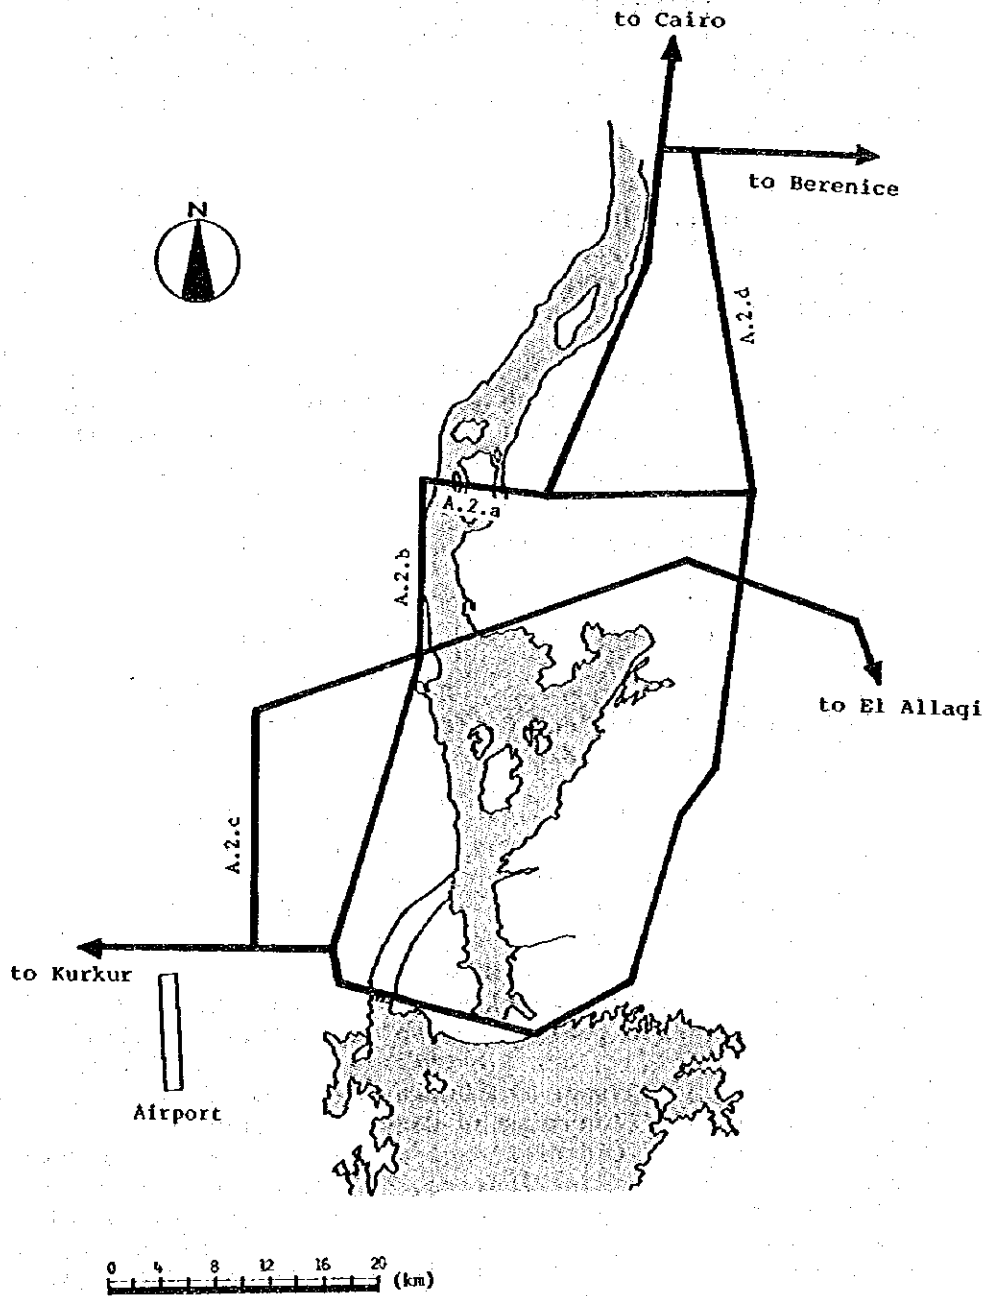 to Cairo
to Berenice
N
A.2.d
A.2.a
A.2.b
to El Allaqi
A.2.c
to Kurkur
Airport
0 4 8 12 16 20 (km)